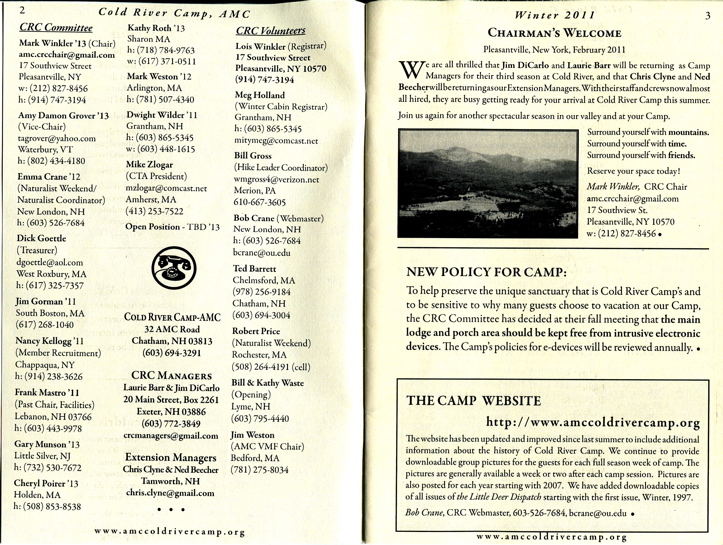 2
Cold River Camp, AMC
CRC Committee
Mark Winkler '13 (Chair)
amc.crcchair@gmail.com
17 Southview Street
Pleasantville, NY
w: (212) 827-8456
h: (914) 747-3194
Amy Damon Grover '13
(Vice-Chair)
tagrover@yahoo.com
Waterbury, VT
h: (802) 434-4180
Emma Crane '12
(Naturalist Weekend/
Naturalist Coordinator)
New London, NH
h: (603) 526-7684
Dick Goettle
(Treasurer)
dgoettle@aol.com
West Roxbury, MA
h: (617) 325-7357
Jim Gorman '11
South Boston, MA
(617) 268-1040
Nancy Kellogg '11
(Member Recruitment)
Chappaqua, NY
h: (914) 238-3626
Frank Mastro '11
(Past Chair, Facilities)
Lebanon, NH 03766
h: (603) 443-9978
Gary Munson '13
Little Silver, NJ
h: (732) 530-7672
Cheryl Poirer '13
Holden, MA
h: (508) 853-8538
Kathy Roth '13
Sharon MA
h: (718) 784-9763
w: (617) 371-0511
Mark Weston '12
Arlington, MA
h: (781) 507-4340
Dwight Wilder '11
Grantham, NH
h: (603) 865-5345
w: (603) 448-1615
Mike Zlogar
(CTA President)
mzlogar@comcast.net
Amherst, MA
(413) 253-7522
Open Position - TBD '13
Cold River Camp-AMC
32 AMC Road
Chatham, NH 03813
(603) 694-3291
CRC Managers
Laurie Barr & Jim DiCarlo
20 Main Street, Box 2261
Exeter, NH 03886
(603) 772-3849
crcmanagers@gmail.com
Extension Managers
Chris Clyne & Ned Beecher
Tamworth, NH
chris.clyne@gmail.com
• • •
CRC Volunteers
Lois Winkler (Registrar)
17 Southview Street
Pleasantville, NY 10570
(914) 747-3194
Meg Holland
(Winter Cabin Registrar)
Grantham, NH
h: (603) 865-5345
mitymeg@comcast.net
Bill Gross
(Hike Leader Coordinator)
wmgross4@verizon.net
Merion, PA
610-667-3605
Bob Crane (Webmaster)
New London, NH
h: (603) 526-7684
bcrane@ou.edu
Ted Barrett
Chelmsford, MA
(978) 256-9184
Chatham, NH
(603) 694-3004
Robert Price
(Naturalist Weekend)
Rochester, MA
(508) 264-4191 (cell)
Bill & Kathy Waste
(Opening)
Lyme, NH
(603) 795-4440
Jim Weston
(AMC VMF Chair)
Bedford, MA
(781) 275-8034
www.amccoldrivercamp.org
Winter 2011
3
Chairman's Welcome
Pleasantville, New York, February 2011
We are all thrilled that Jim DiCarlo and Laurie Barr will be returning as Camp
Managers for their third season at Cold River, and that Chris Clyne and Ned
Beecher will be returning as our Extension Managers. With their staff and crews now almost
all hired, they are busy getting ready for your arrival at Cold River Camp this summer.
Join us again for another spectacular season in our valley and at your Camp.
Surround yourself with mountains.
Surround yourself with time.
Surround yourself with friends.
Reserve your space today!
Mark Winkler, CRC Chair
amc.crcchair@gmail.com
17 Southview St.
Pleasantville, NY 10570
w: (212) 827-8456 •
NEW POLICY FOR CAMP:
To help preserve the unique sanctuary that is Cold River Camp's and
to be sensitive to why many guests choose to vacation at our Camp,
the CRC Committee has decided at their fall meeting that the main
lodge and porch area should be kept free from intrusive electronic
devices. The Camp's policies for e-devices will be reviewed annually. •
THE CAMP WEBSITE
http://www.amccoldrivercamp.org
The website has been updated and improved since last summer to include additional
information about the history of Cold River Camp. We continue to provide
downloadable group pictures for the guests for each full season week of camp. The
pictures are generally available a week or two after each camp session. Pictures are
also posted for each year starting with 2007. We have added downloadable copies
of all issues of the Little Deer Dispatch starting with the first issue, Winter, 1997.
Bob Crane, CRC Webmaster, 603-526-7684, bcrane@ou.edu •
www.amccoldrivercamp.org